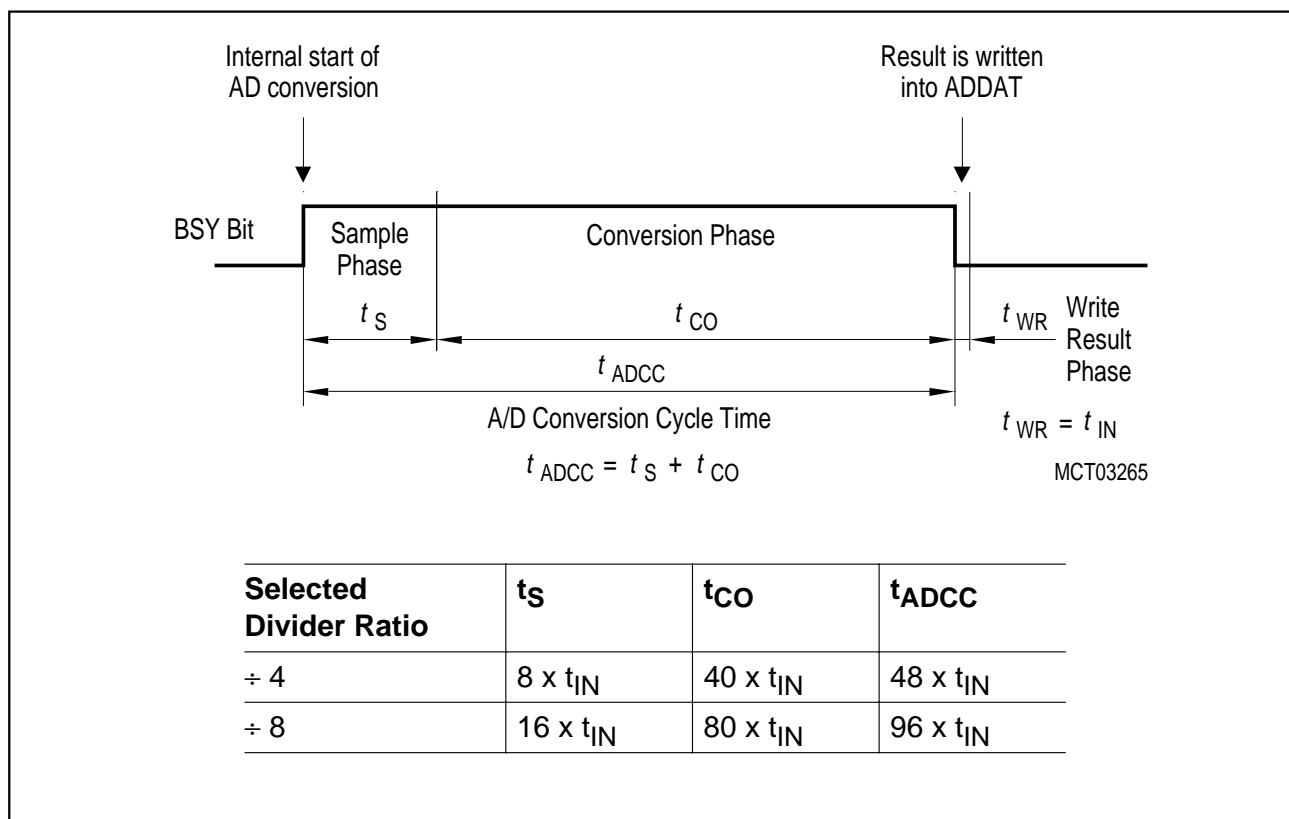 Internal start of
AD conversion
Result is written
into ADDAT
BSY Bit
Sample
Phase
Conversion Phase
t S
t CO
t WR
Write
Result
Phase
t ADCC
A/D Conversion Cycle Time
t WR = t IN
t ADCC = t S + t CO
MCT03265
Selected
Divider Ratio
tS
tCO
tADCC
÷ 4
8 x tIN
40 x tIN
48 x tIN
÷ 8
16 x tIN
80 x tIN
96 x tIN